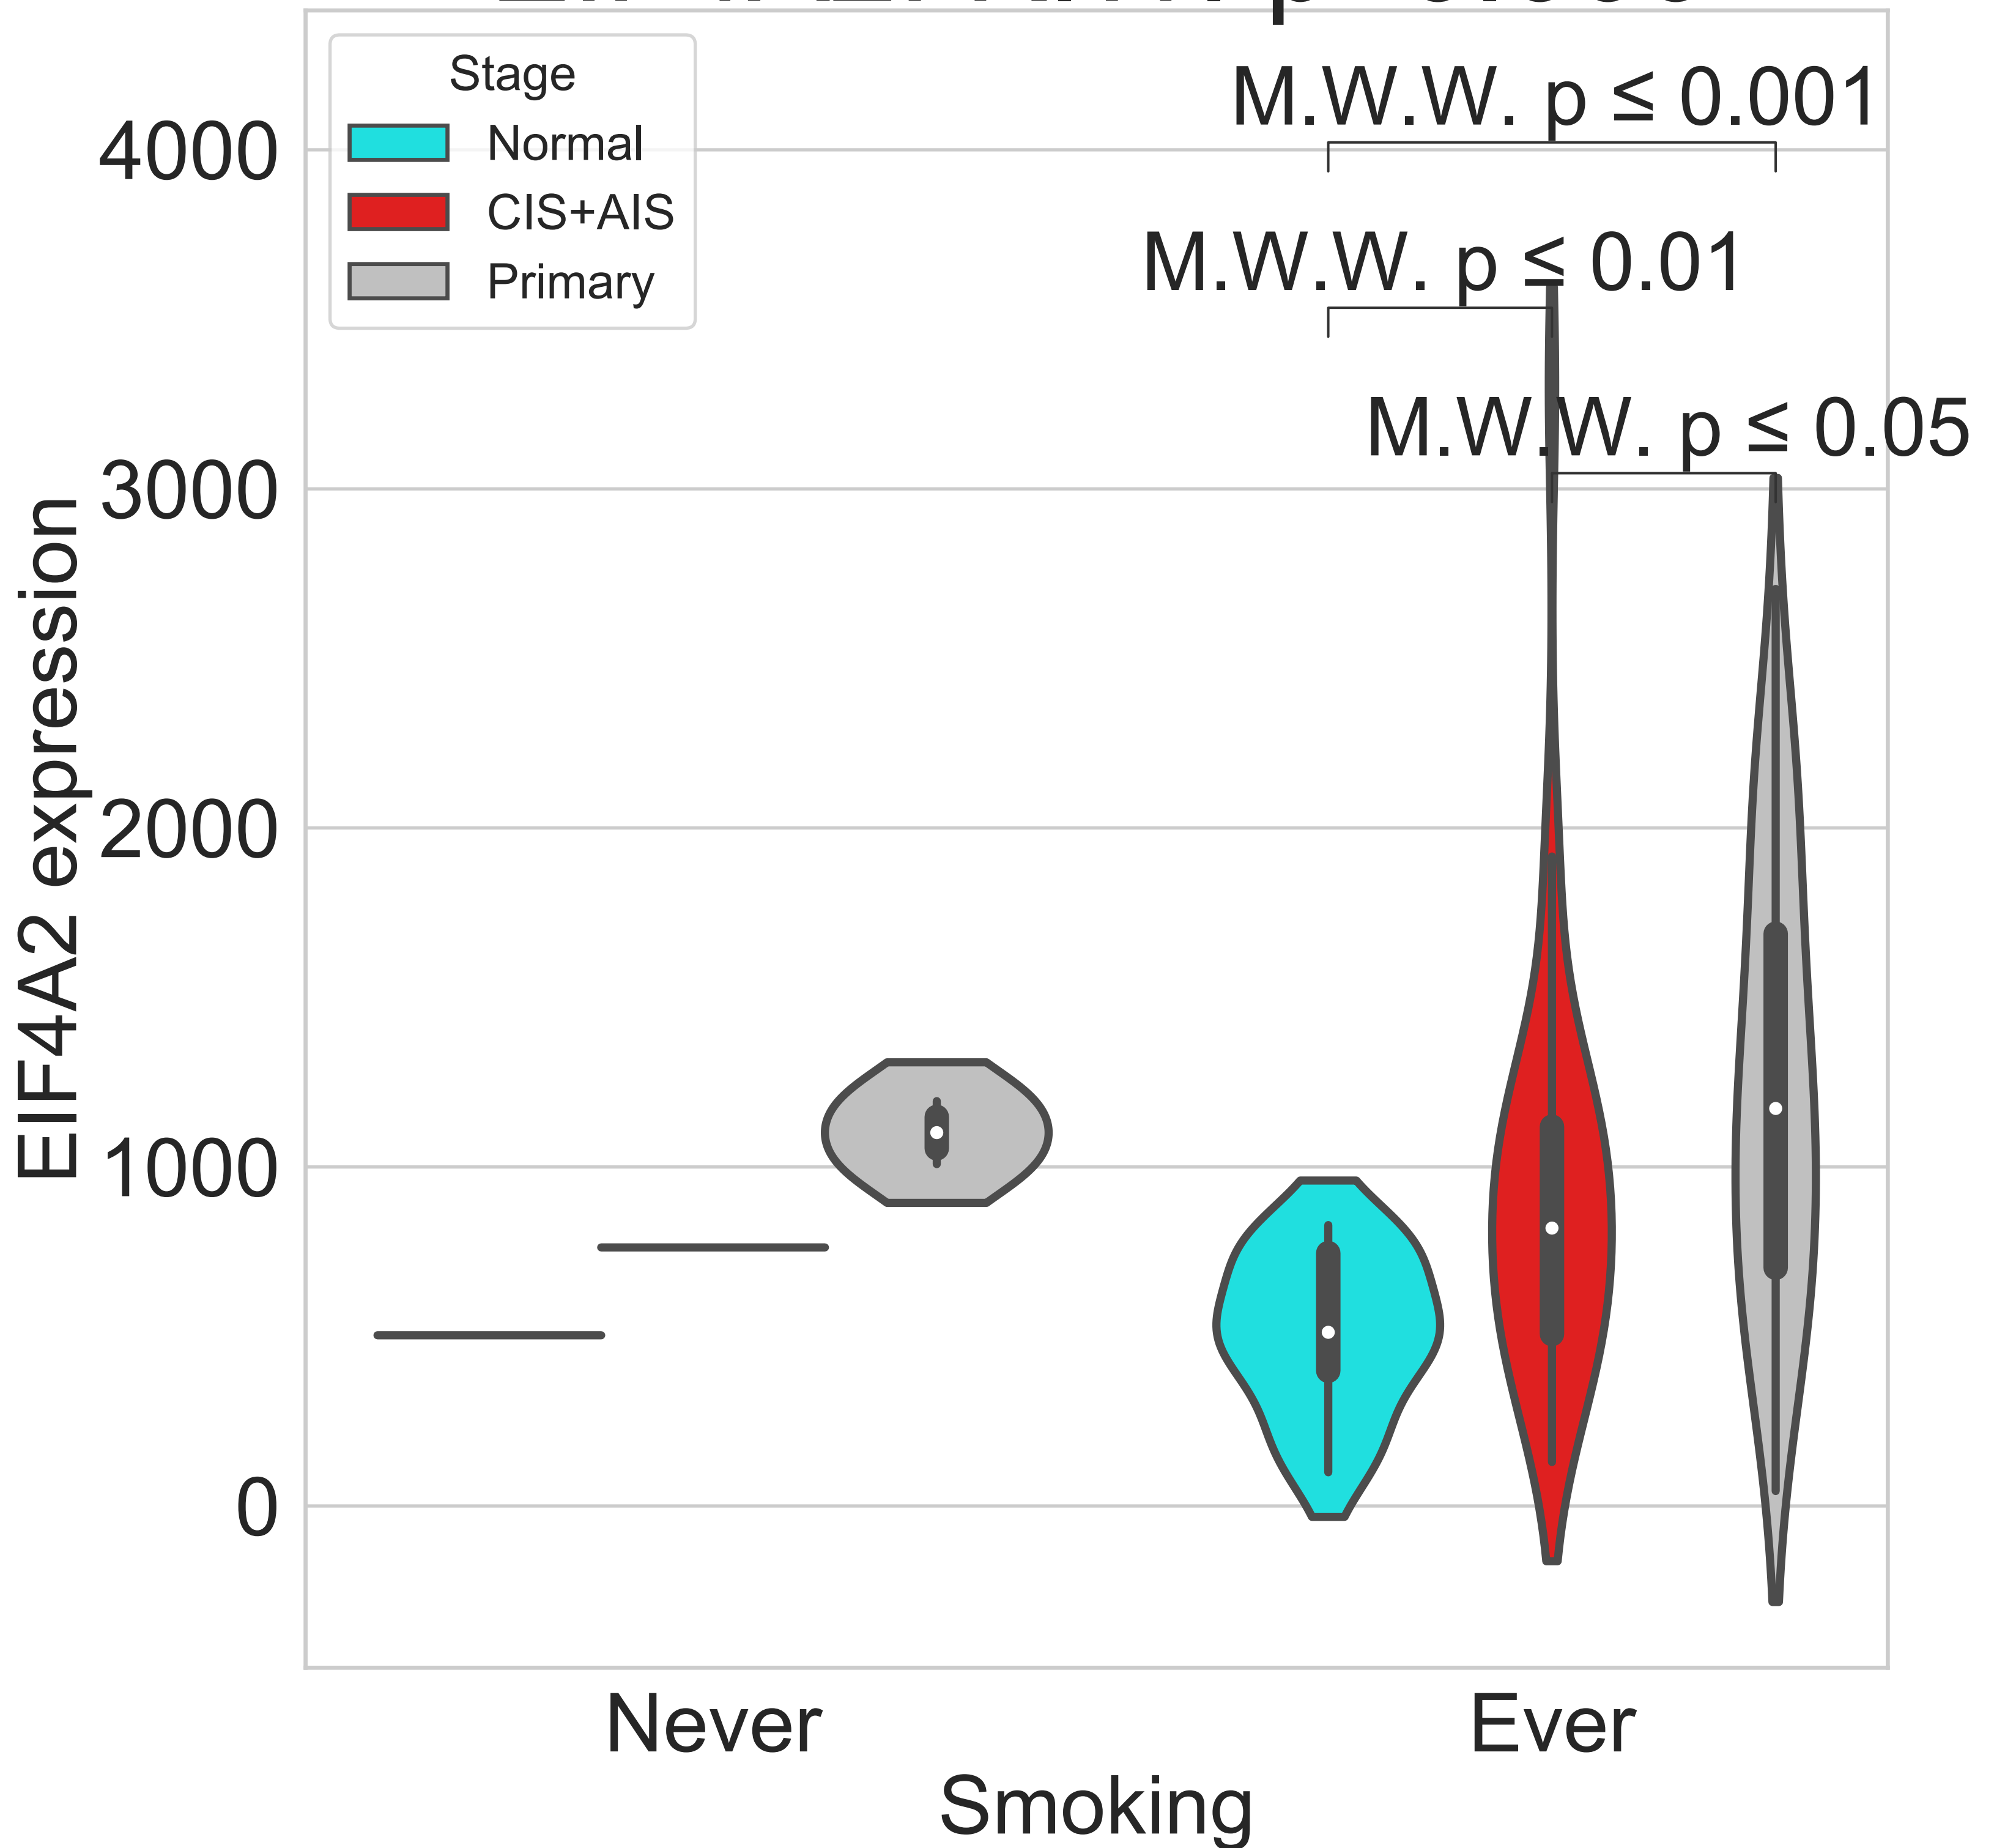 Stage
Normal
CIS+AIS
Primary
M.W.W. p ≤ 0.001
M.W.W. p ≤ 0.01
M.W.W. p ≤ 0.05
4000
3000
2000
1000
0
EIF4A2 expression
Never
Ever
Smoking